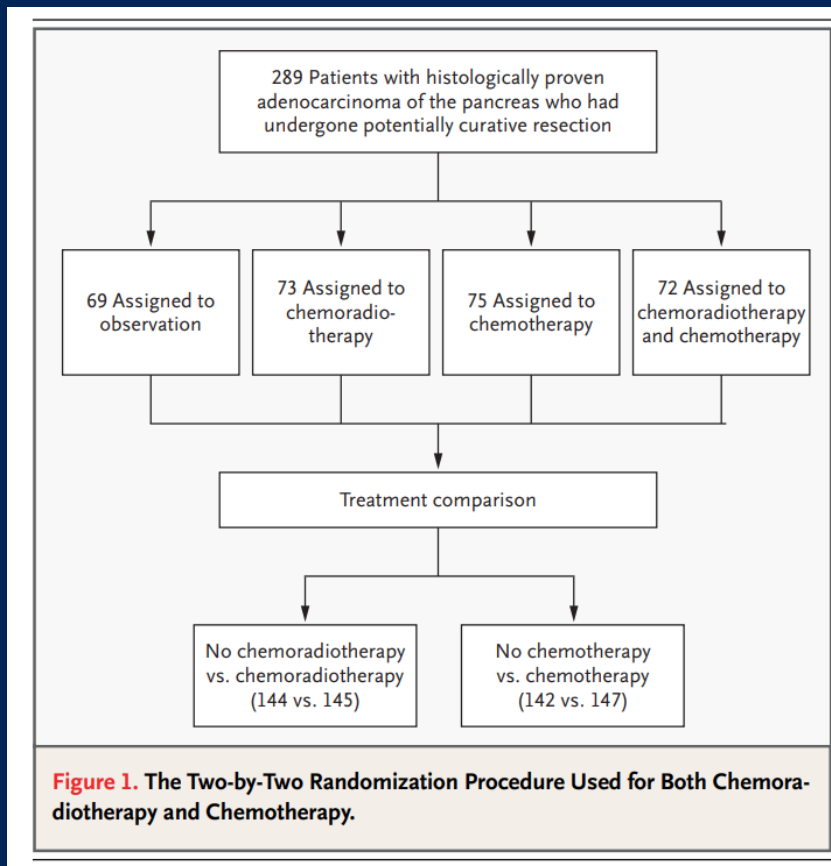 289 Patients with histologically proven
adenocarcinoma of the pancreas who had
undergone potentially curative resection
69 Assigned to
observation
73 Assigned to
chemoradio-
therapy
75 Assigned to
chemotherapy
72 Assigned to
chemoradiotherapy
and chemotherapy
Treatment comparison
No chemoradiotherapy
vs. chemoradiotherapy
(144 vs. 145)
No chemotherapy
vs. chemotherapy
(142 vs. 147)
Figure 1. The Two-by-Two Randomization Procedure Used for Both Chemora-
diotherapy and Chemotherapy.